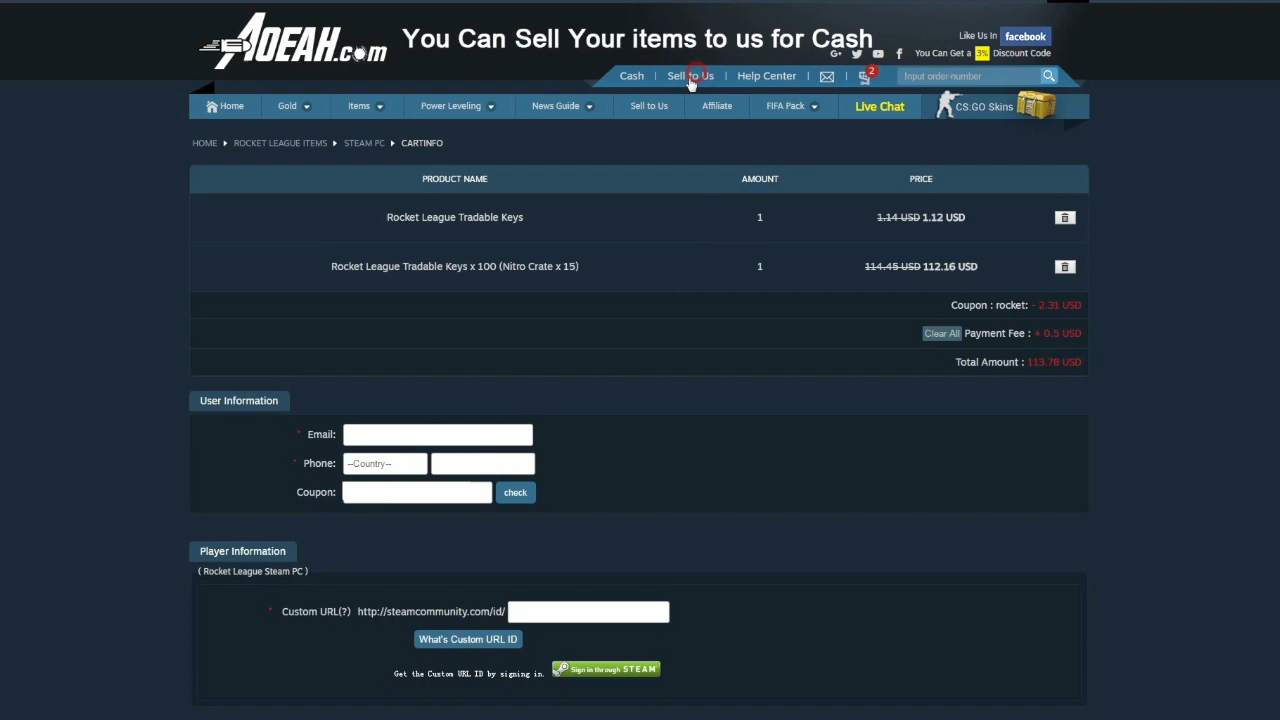 AOEAH.com
You Can Sell Your items to us for Cash
Like Us In facebook
You Can Get a 3% Discount Code
Cash | Sell to Us | Help Center | 2 Input order-number
Home Gold Items Power Leveling News Guide Sell to Us Affiliate FIFA Pack Live Chat CS:GO Skins
HOME ROCKET LEAGUE ITEMS STEAM PC CARTINFO
PRODUCT NAME AMOUNT PRICE
Rocket League Tradable Keys 1 1.14 USD 1.12 USD
Rocket League Tradable Keys x 100 (Nitro Crate x 15) 1 114.45 USD 112.16 USD
Coupon : rocket: - 2.31 USD
Clear All Payment Fee : + 0.5 USD
Total Amount : 113.78 USD
User Information
* Email:
* Phone: --Country--
Coupon: check
Player Information
( Rocket League Steam PC )
* Custom URL(?) http://steamcommunity.com/id/
What's Custom URL ID
Get the Custom URL ID by signing in. Sign in through STEAM